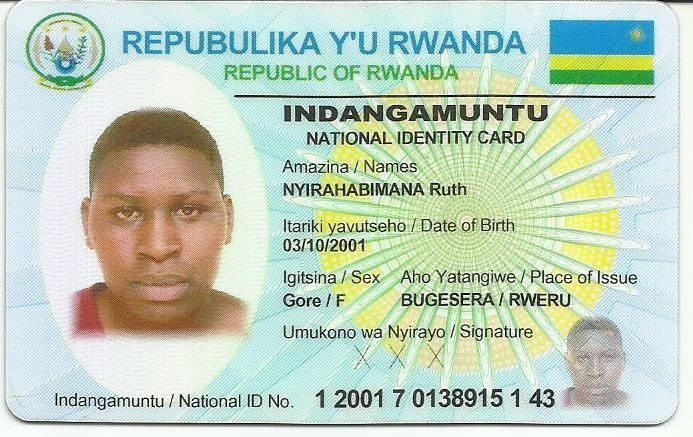 REPUBULIKA Y'U RWANDA
REPUBLIC OF RWANDA
INDANGAMUNTU
NATIONAL IDENTITY CARD
Amazina / Names
NYIRAHABIMANA Ruth
Itariki yavutseho / Date of Birth
03/10/2001
Igitsina / Sex Aho Yatangiwe / Place of Issue
Gore / F BUGESERA / RWERU
Umukono wa Nyirayo / Signature
X X X
Indangamuntu / National ID No. 1 2001 7 0138915 1 43